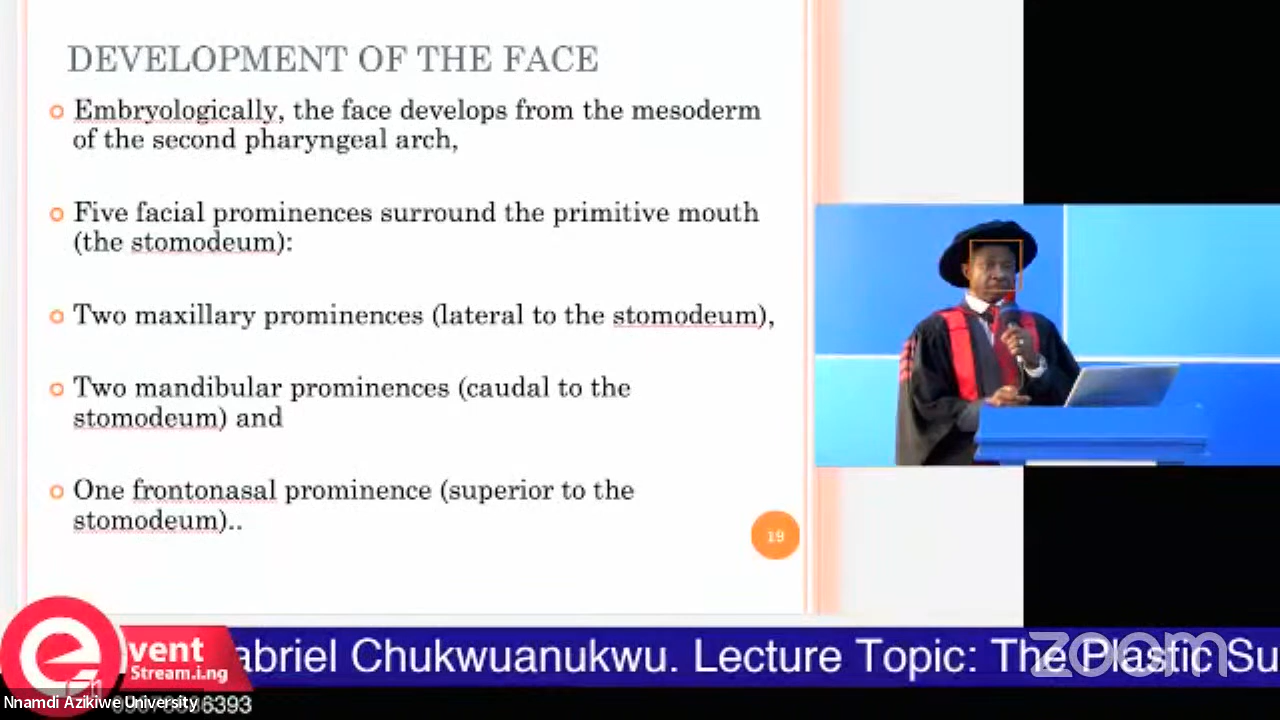 DEVELOPMENT OF THE FACE
Embryologically, the face develops from the mesoderm
of the second pharyngeal arch,
Five facial prominences surround the primitive mouth
(the stomodeum):
Two maxillary prominences (lateral to the stomodeum),
Two mandibular prominences (caudal to the
stomodeum) and
One frontonasal prominence (superior to the
stomodeum)..
19
event
Stream.i.ng
abriel Chukwuanukwu. Lecture Topic: The Plastic Su
zoom
Nnamdi Azikiwe University